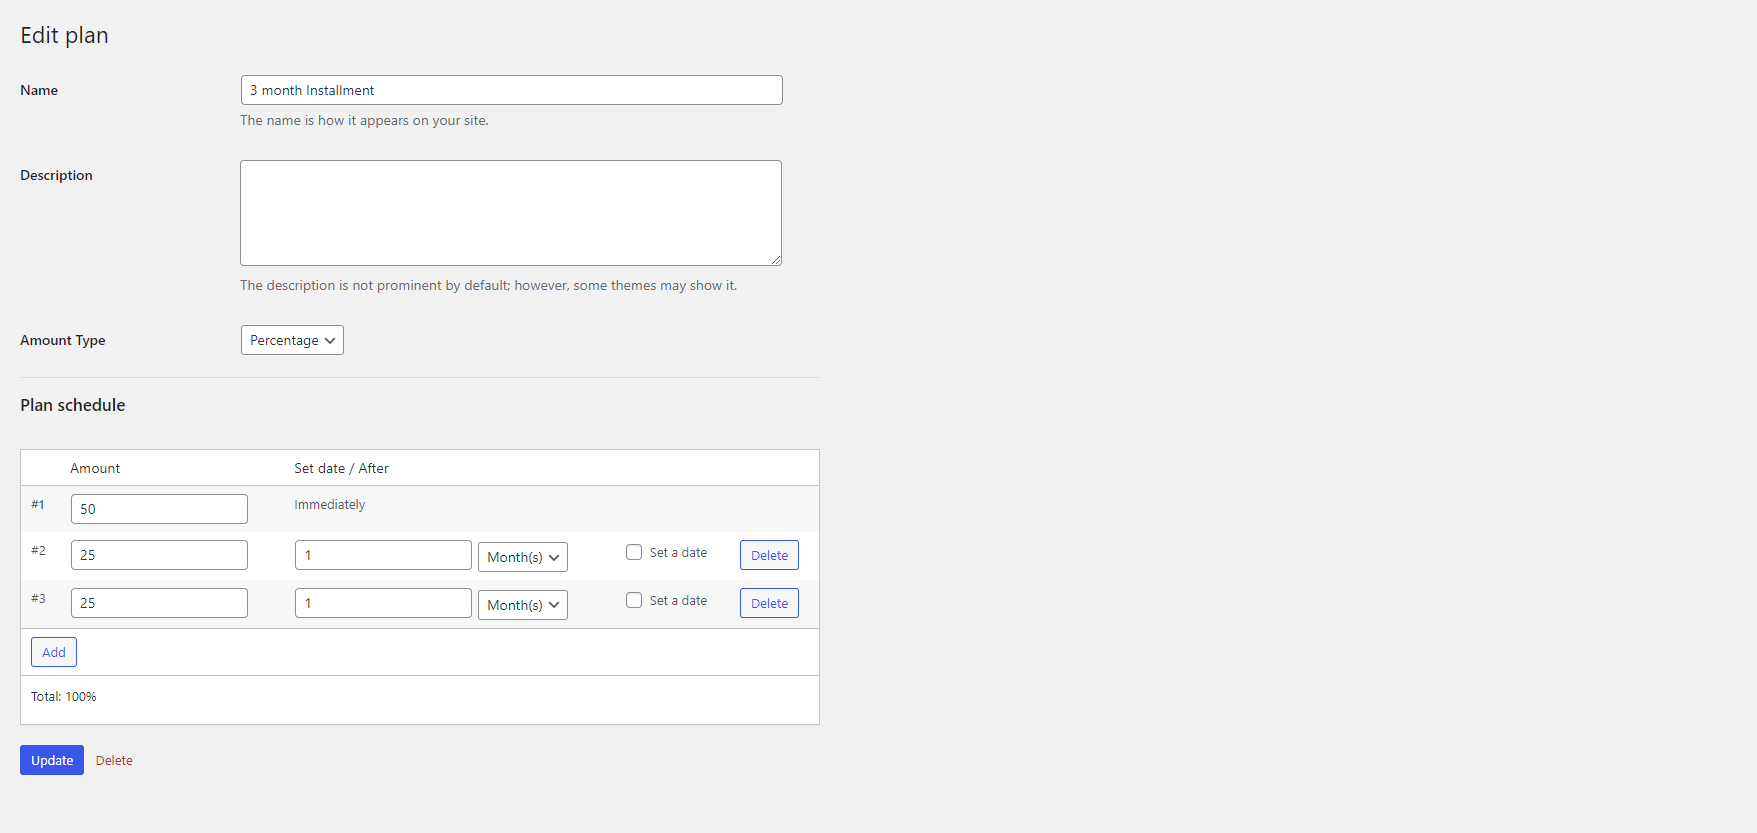 Edit plan
Name
3 month Installment
The name is how it appears on your site.
Description
The description is not prominent by default; however, some themes may show it.
Amount Type
Percentage
Plan schedule
Amount Set date / After
#1 50 Immediately
#2 25 1 Month(s) Set a date Delete
#3 25 1 Month(s) Set a date Delete
Add
Total: 100%
Update Delete